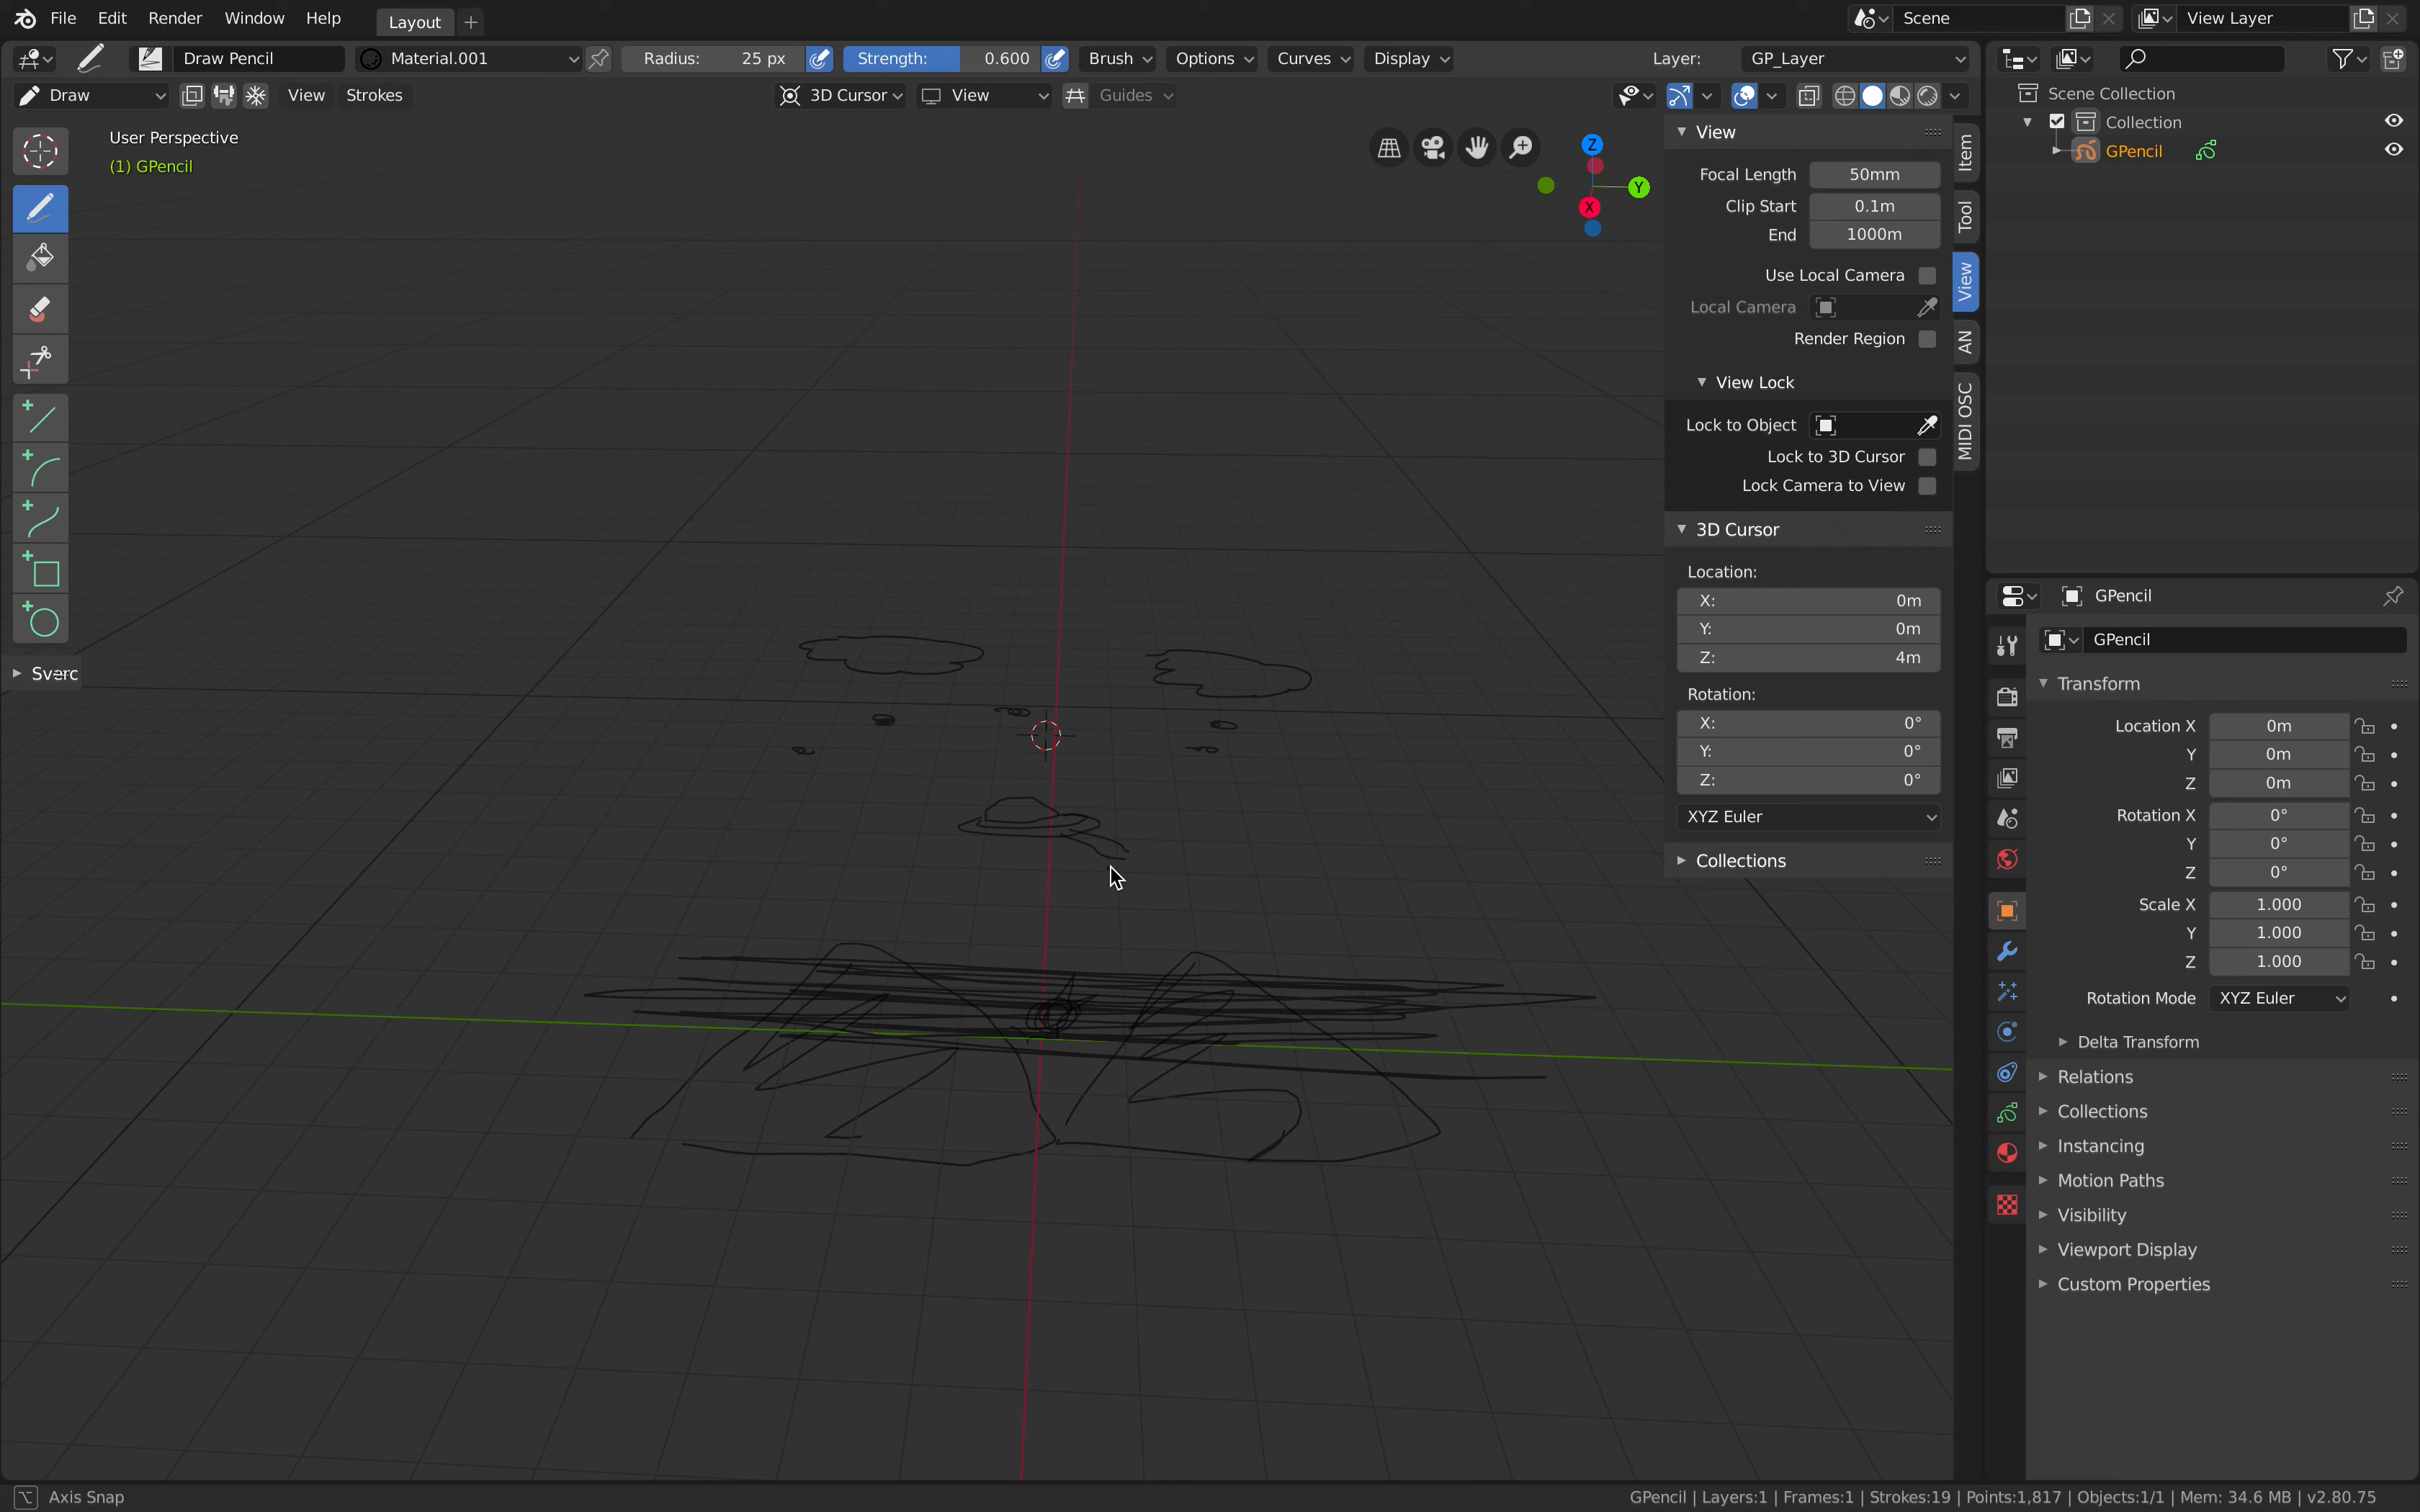 File Edit Render Window Help Layout Scene View Layer
Draw Pencil Material.001 Radius: 25 px Strength: 0.600 Brush Options Curves Display Layer: GP_Layer
Draw View Strokes 3D Cursor View Guides
User Perspective
(1) GPencil
Z
Y
X
View
Focal Length 50mm
Clip Start 0.1m
End 1000m
Use Local Camera
Local Camera
Render Region
View Lock
Lock to Object
Lock to 3D Cursor
Lock Camera to View
3D Cursor
Location:
X: 0m
Y: 0m
Z: 4m
Rotation:
X: 0°
Y: 0°
Z: 0°
XYZ Euler
Collections
Item
Tool
View
AN
MIDI OSC
Scene Collection
Collection
GPencil
GPencil
GPencil
Transform
Location X 0m
Y 0m
Z 0m
Rotation X 0°
Y 0°
Z 0°
Scale X 1.000
Y 1.000
Z 1.000
Rotation Mode XYZ Euler
Delta Transform
Relations
Collections
Instancing
Motion Paths
Visibility
Viewport Display
Custom Properties
Axis Snap
GPencil | Layers:1 | Frames:1 | Strokes:19 | Points:1,817 | Objects:1/1 | Mem: 34.6 MB | v2.80.75